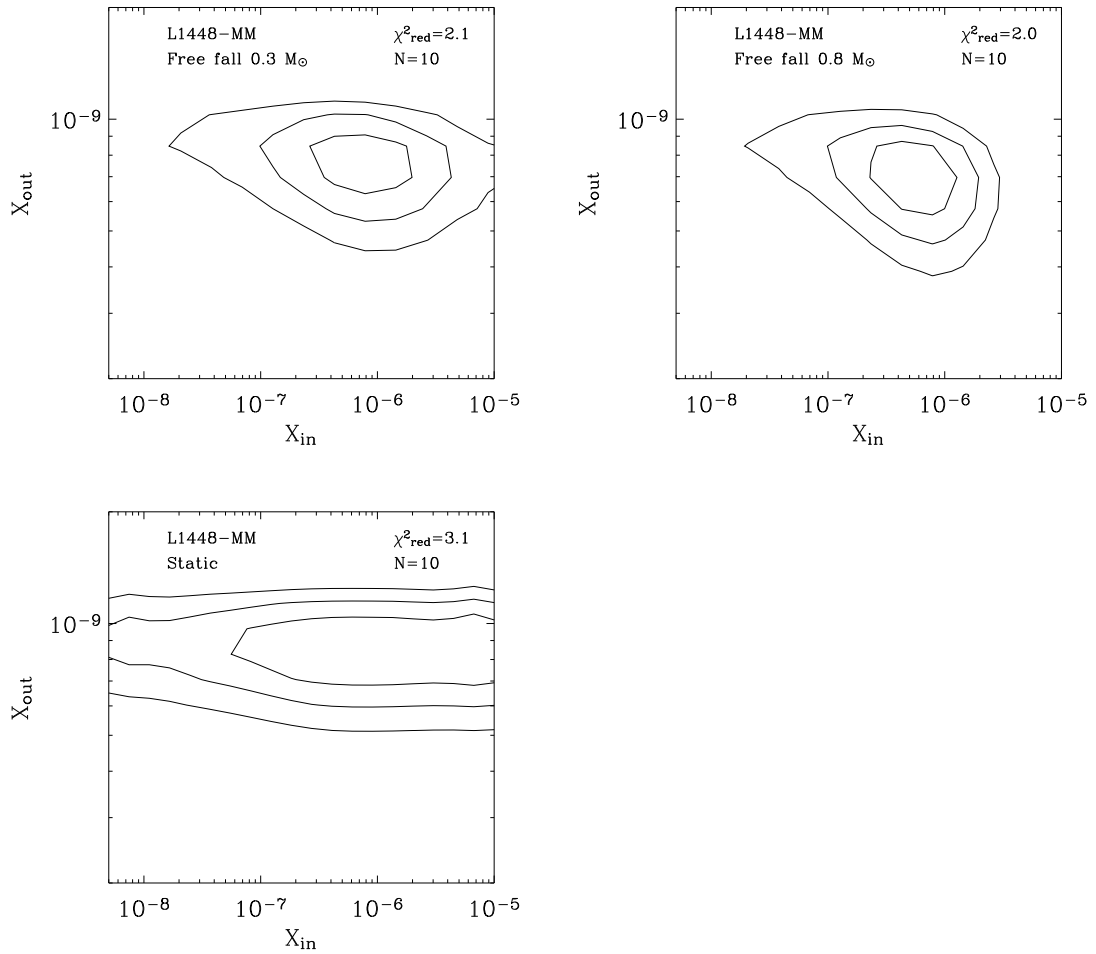 L1448-MM χ²red=2.1
Free fall 0.3 M⊙ N=10
10⁻⁹
Xout
10⁻⁸ 10⁻⁷ 10⁻⁶ 10⁻⁵
Xin
L1448-MM χ²red=2.0
Free fall 0.8 M⊙ N=10
10⁻⁹
Xout
10⁻⁸ 10⁻⁷ 10⁻⁶ 10⁻⁵
Xin
L1448-MM χ²red=3.1
Static N=10
10⁻⁹
Xout
10⁻⁸ 10⁻⁷ 10⁻⁶ 10⁻⁵
Xin